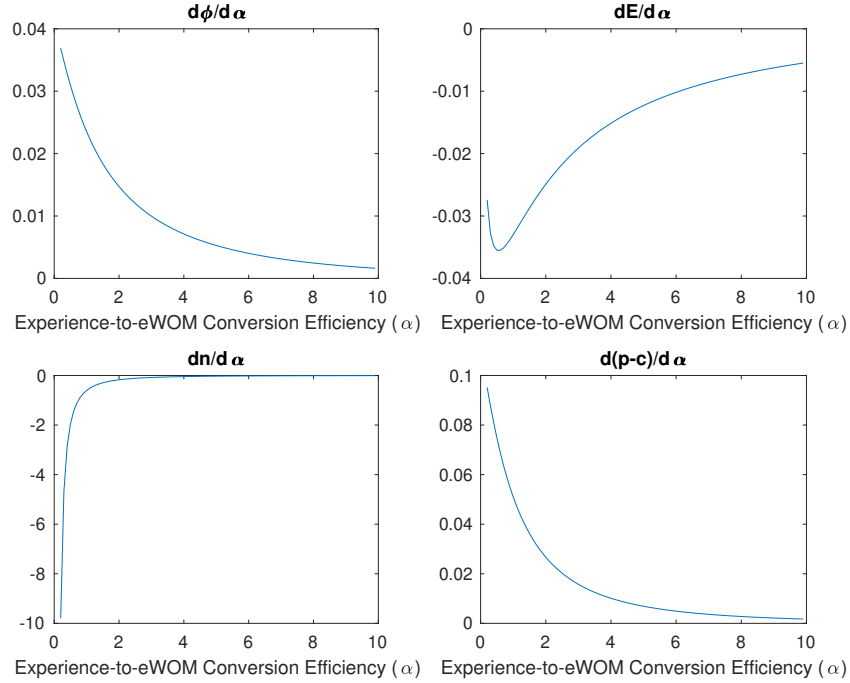 dϕ/dα
0.04
0.03
0.02
0.01
0
0 2 4 6 8 10
Experience-to-eWOM Conversion Efficiency (α)
dE/dα
0
-0.01
-0.02
-0.03
-0.04
0 2 4 6 8 10
Experience-to-eWOM Conversion Efficiency (α)
dn/dα
0
-2
-4
-6
-8
-10
0 2 4 6 8 10
Experience-to-eWOM Conversion Efficiency (α)
d(p-c)/dα
0.1
0.08
0.06
0.04
0.02
0
0 2 4 6 8 10
Experience-to-eWOM Conversion Efficiency (α)